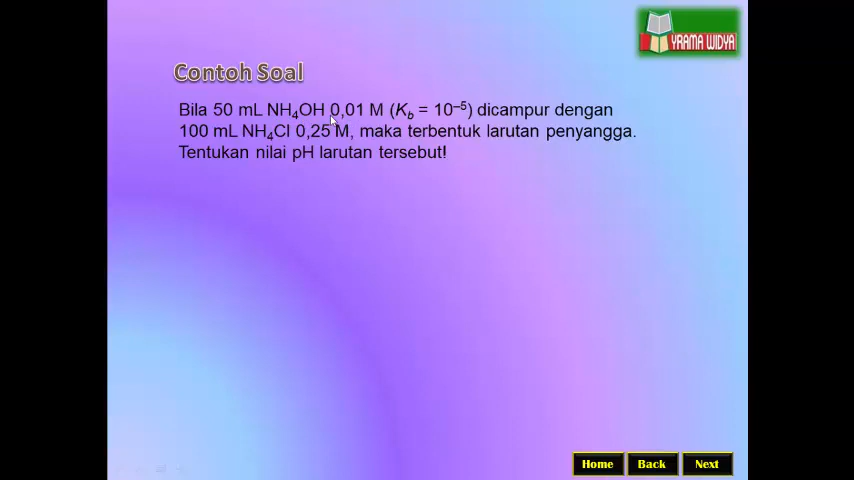 YRAMA WIDYA
Contoh Soal
Bila 50 mL NH₄OH 0,01 M (K_b = 10⁻⁵) dicampur dengan
100 mL NH₄Cl 0,25 M, maka terbentuk larutan penyangga.
Tentukan nilai pH larutan tersebut!
Home Back Next